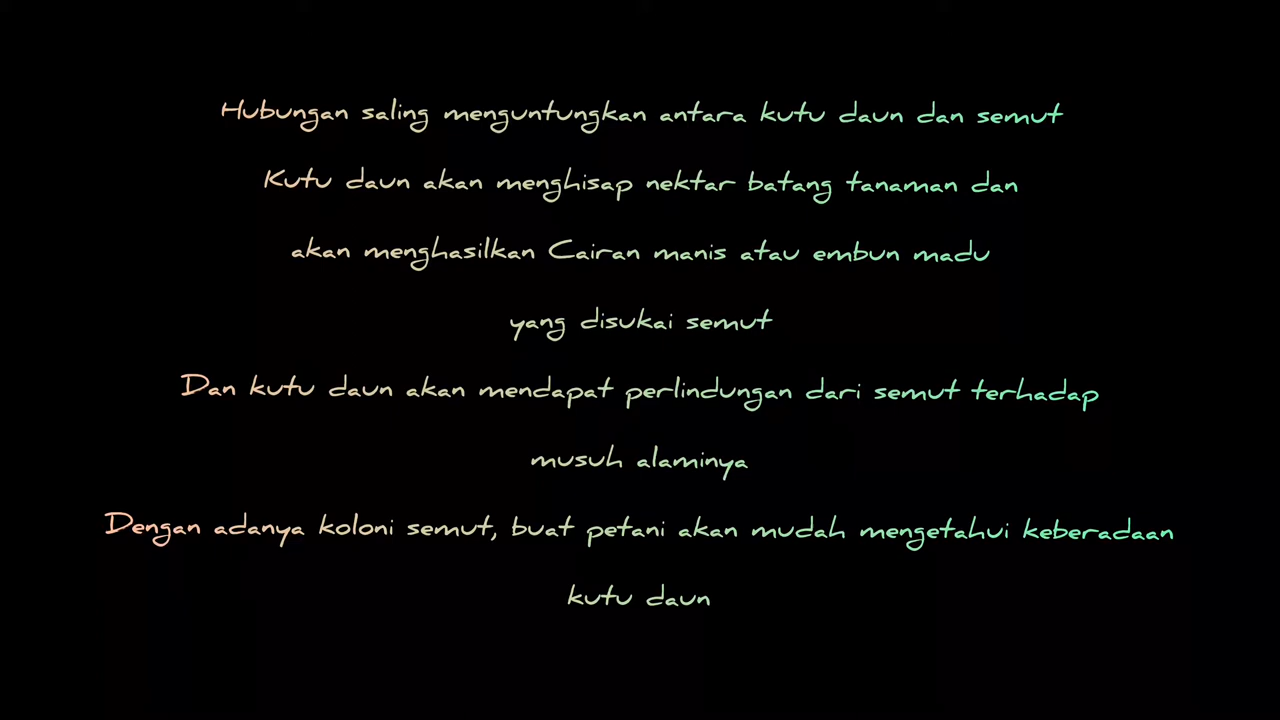 Hubungan saling menguntungkan antara kutu daun dan semut
Kutu daun akan menghisap nektar batang tanaman dan
akan menghasilkan Cairan manis atau embun madu
yang disukai semut
Dan kutu daun akan mendapat perlindungan dari semut terhadap
musuh alaminya
Dengan adanya koloni semut, buat petani akan mudah mengetahui keberadaan
kutu daun